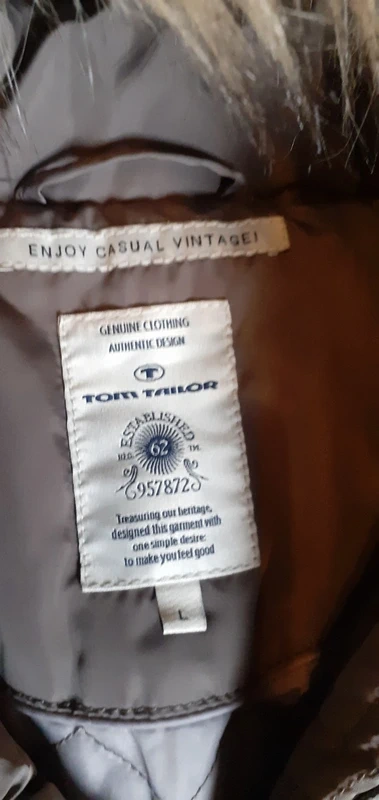 ENJOY CASUAL VINTAGE!
GENUINE CLOTHING
AUTHENTIC DESIGN
T
TOM TAILOR
ESTABLISHED
62
TM
957872
Treasuring our heritage,
designed this garment with
one simple desire:
to make you feel good
L